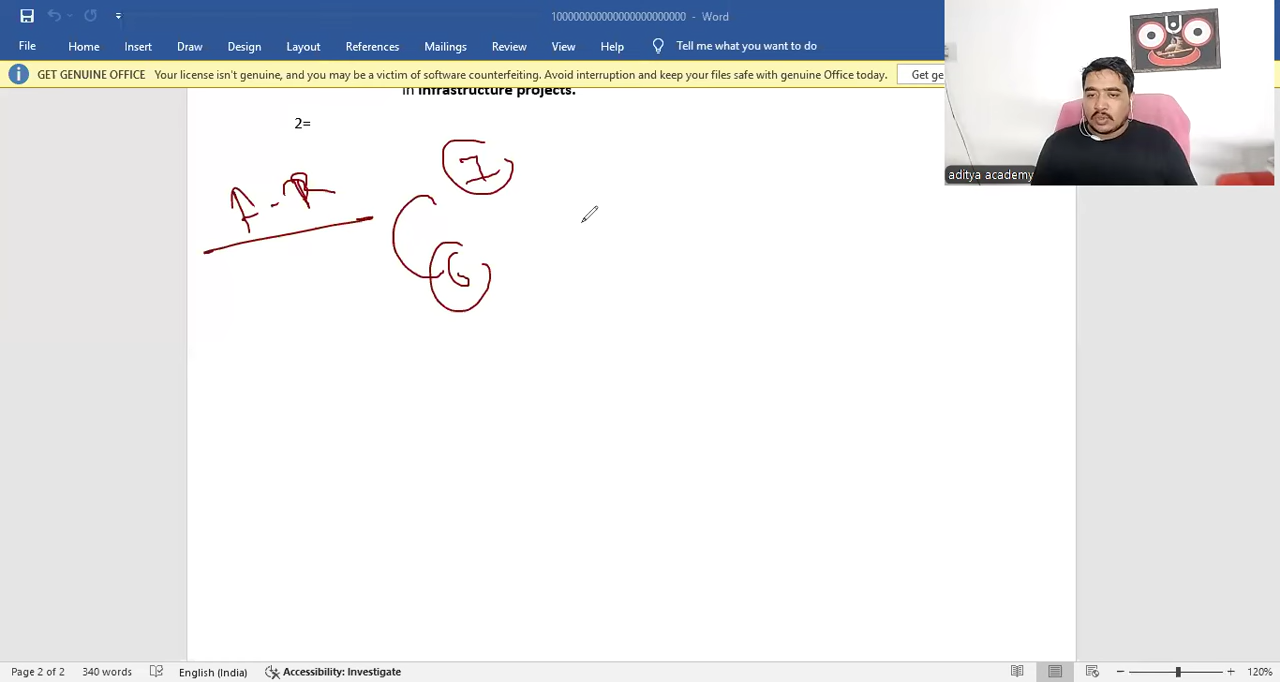 100000000000000000000000 - Word
File Home Insert Draw Design Layout References Mailings Review View Help Tell me what you want to do
GET GENUINE OFFICE Your license isn't genuine, and you may be a victim of software counterfeiting. Avoid interruption and keep your files safe with genuine Office today. Get ge
in infrastructure projects.
2=
A-R
I
G
aditya academy
Page 2 of 2 340 words English (India) Accessibility: Investigate 120%